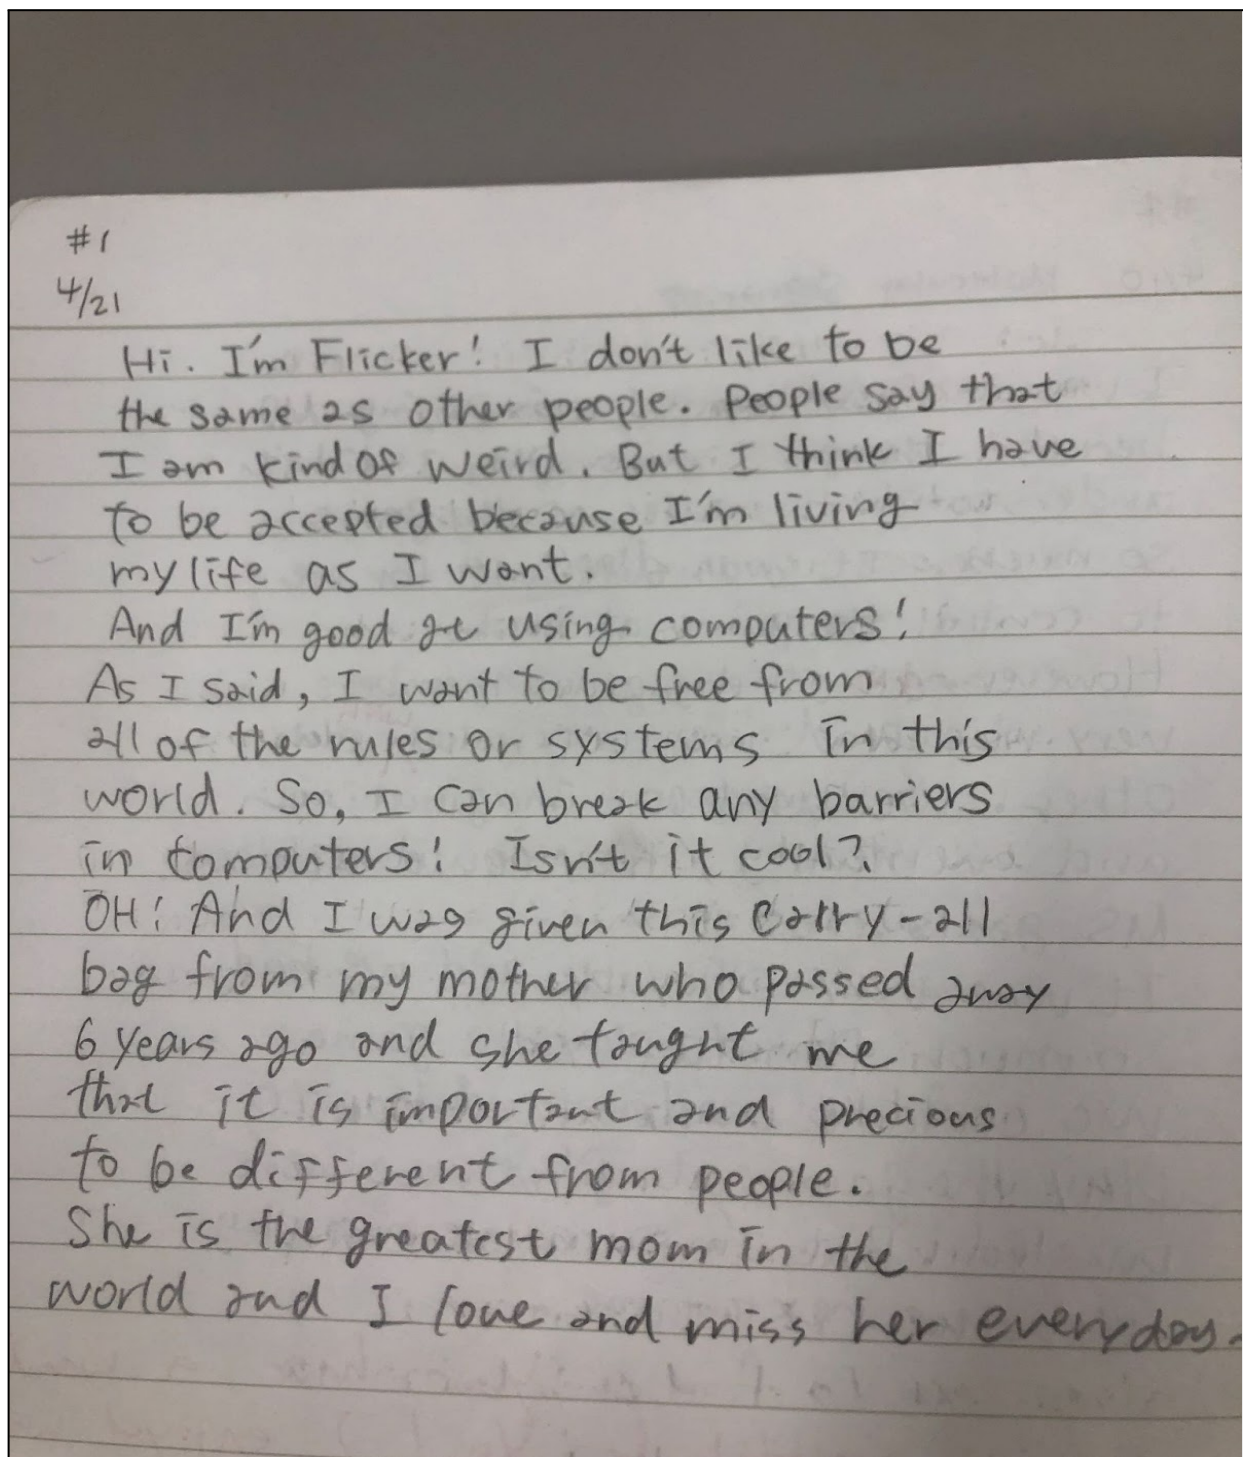 #1
4/21
Hi. I'm Flicker! I don't like to be
the same as other people. People say that
I am kind of weird. But I think I have
to be accepted because I'm living
my life as I want.
And I'm good at using computers!
As I said, I want to be free from
all of the rules or systems in this
world. So, I can break any barriers
in computers! Isn't it cool?
OH! And I was given this carry-all
bag from my mother who passed away
6 years ago and she taught me
that it is important and precious
to be different from people.
She is the greatest mom in the
world and I love and miss her everyday.